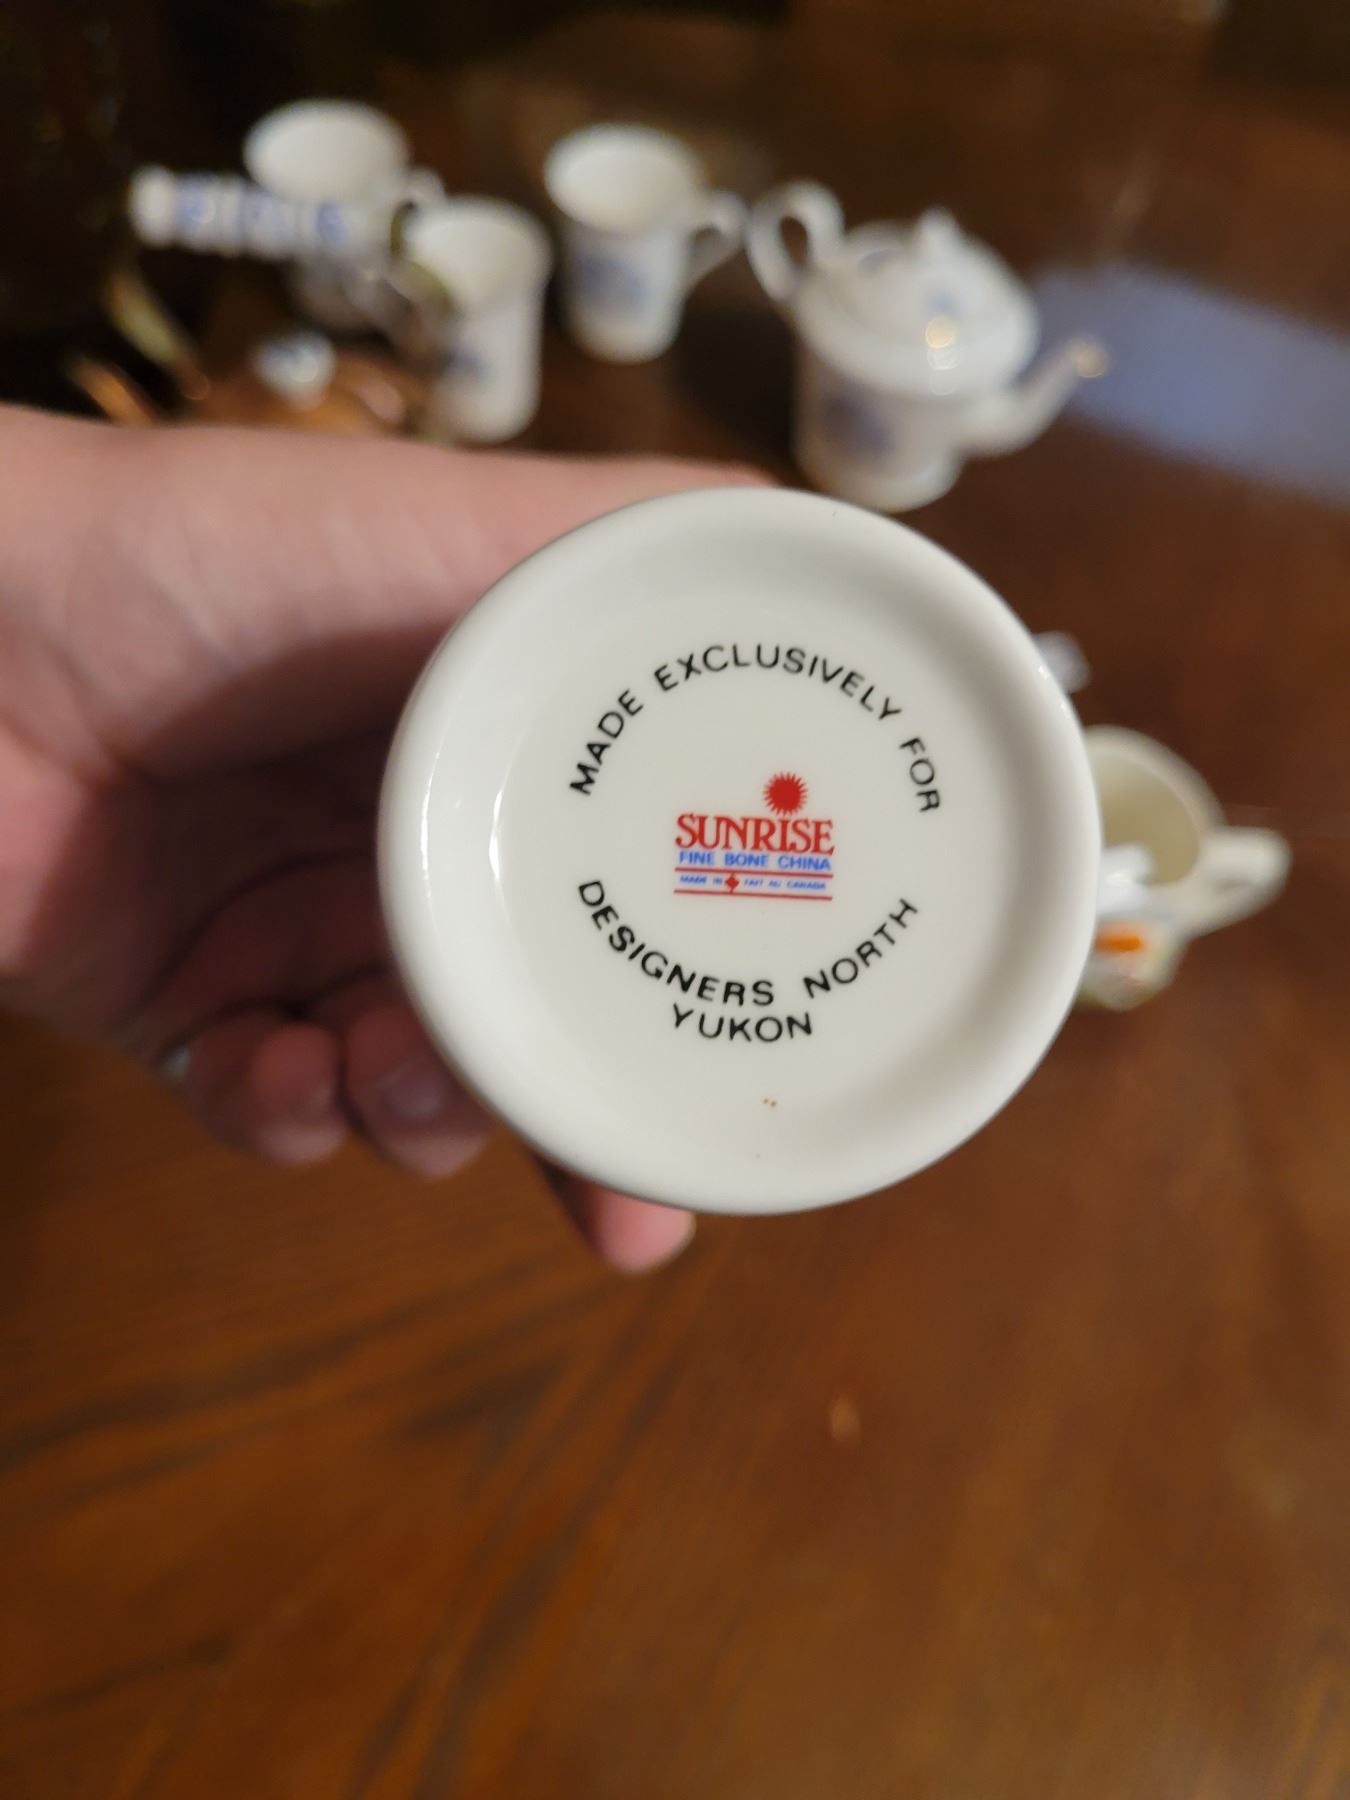 MADE EXCLUSIVELY FOR
SUNRISE
FINE BONE CHINA
MADE IN FAIT AU CANADA
DESIGNERS NORTH
YUKON